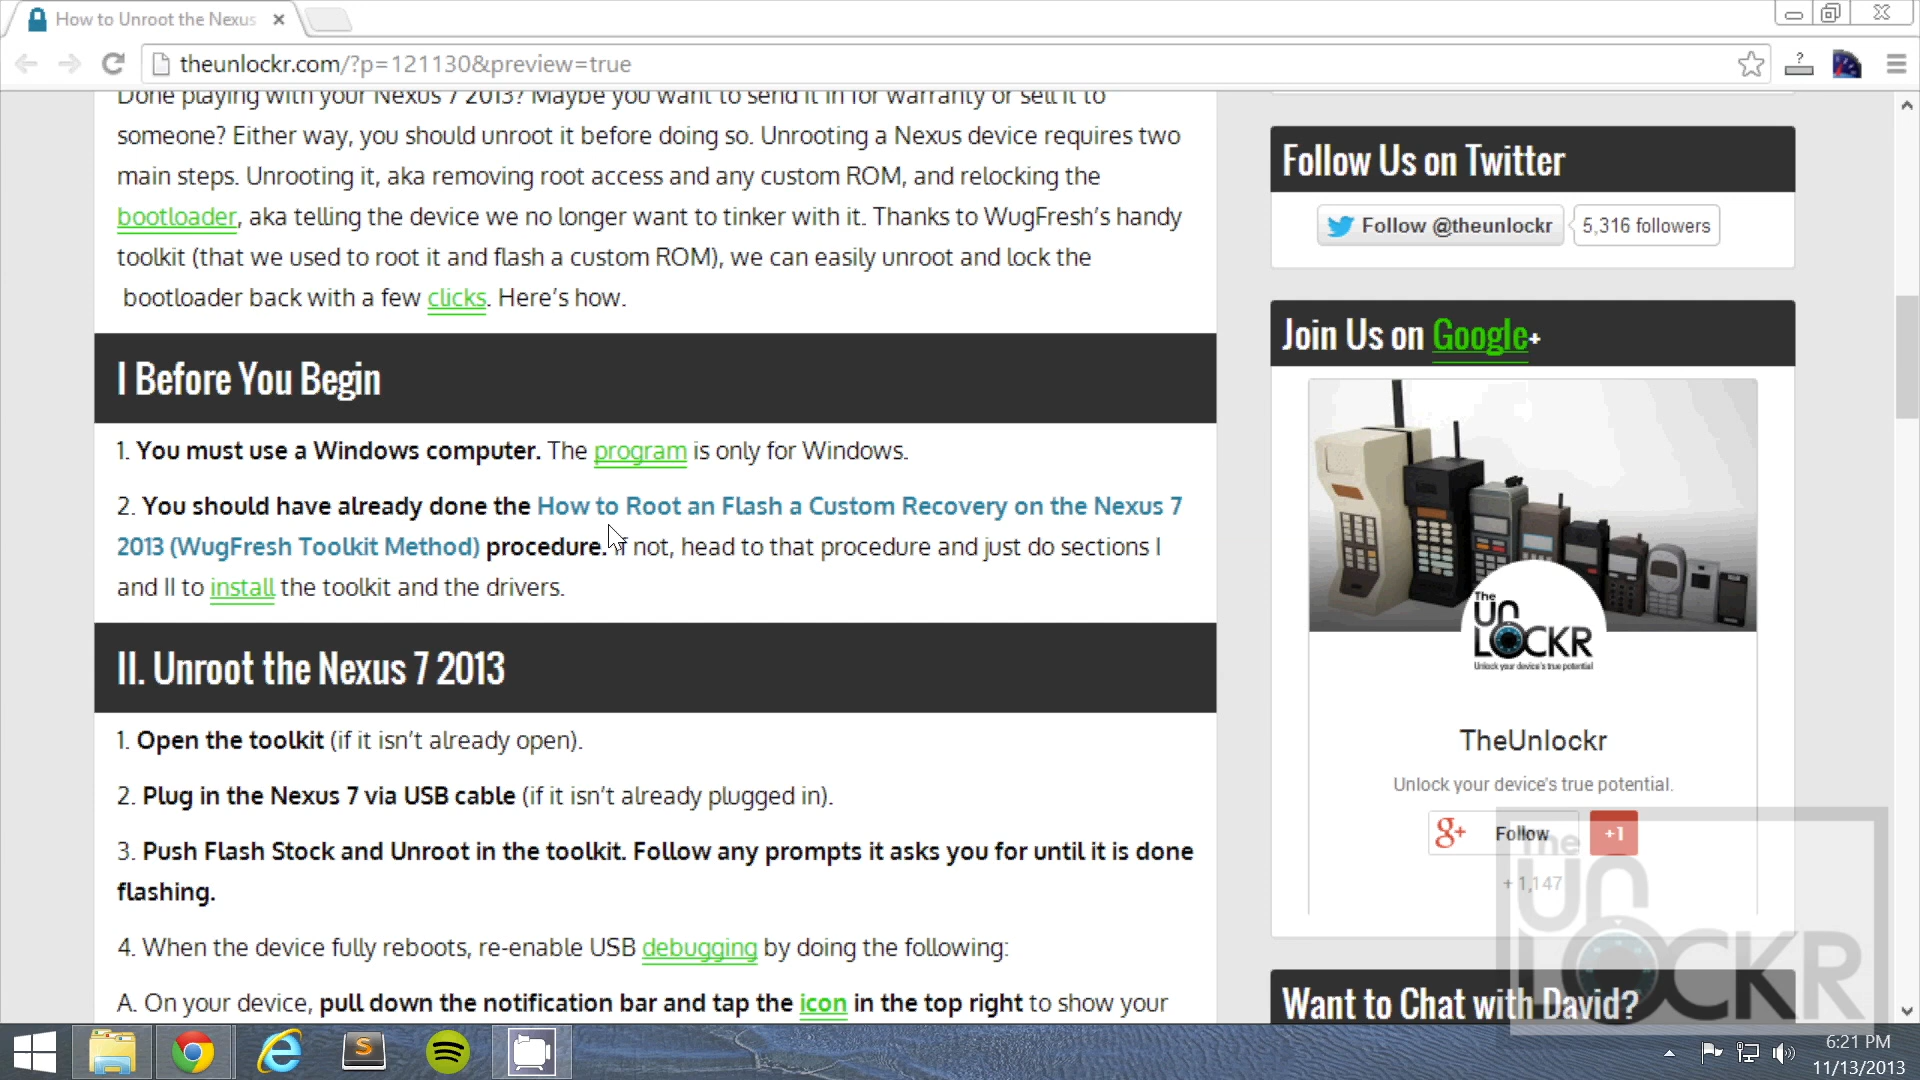 How to Unroot the Nexus
theunlockr.com/?p=121130&preview=true
Done playing with your Nexus 7 2013? Maybe you want to send it in for warranty or sell it to
someone? Either way, you should unroot it before doing so. Unrooting a Nexus device requires two
main steps. Unrooting it, aka removing root access and any custom ROM, and relocking the
bootloader, aka telling the device we no longer want to tinker with it. Thanks to WugFresh's handy
toolkit (that we used to root it and flash a custom ROM), we can easily unroot and lock the
bootloader back with a few clicks. Here's how.
I Before You Begin
1. You must use a Windows computer. The program is only for Windows.
2. You should have already done the How to Root an Flash a Custom Recovery on the Nexus 7
2013 (WugFresh Toolkit Method) procedure. If not, head to that procedure and just do sections I
and II to install the toolkit and the drivers.
II. Unroot the Nexus 7 2013
1. Open the toolkit (if it isn't already open).
2. Plug in the Nexus 7 via USB cable (if it isn't already plugged in).
3. Push Flash Stock and Unroot in the toolkit. Follow any prompts it asks you for until it is done
flashing.
4. When the device fully reboots, re-enable USB debugging by doing the following:
A. On your device, pull down the notification bar and tap the icon in the top right to show your
Follow Us on Twitter
Follow @theunlockr
5,316 followers
Join Us on Google+
The
UN
LOCKR
Unlock your device's true potential
TheUnlockr
Unlock your device's true potential.
g+ Follow
+1
+ 1,147
Want to Chat with David?
The
UN
LOCKR
6:21 PM
11/13/2013